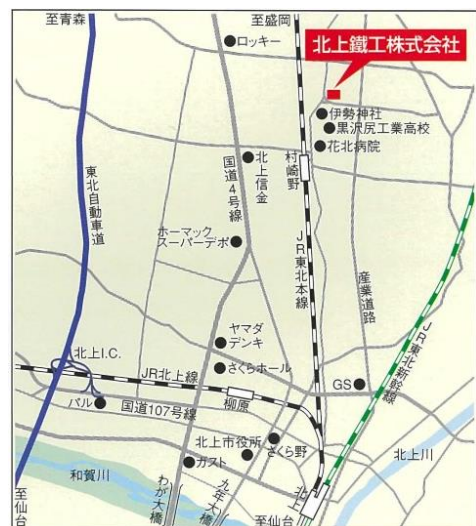 至青森
至盛岡
ロッキー
北上鐵工株式会社
伊勢神社
黒沢尻工業高校
花北病院
村崎野
北上信金
国道4号線
東北自動車道
ホーマック
スーパーデポ
JR東北本線
産業道路
JR東北新幹線
ヤマダ
デンキ
北上I.C.
JR北上線
さくらホール
GS
パル
国道107号線
柳原
北上市役所
さくら野
ガスト
北上川
和賀川
わが大橋
九年大橋
北上
至仙台
至仙台